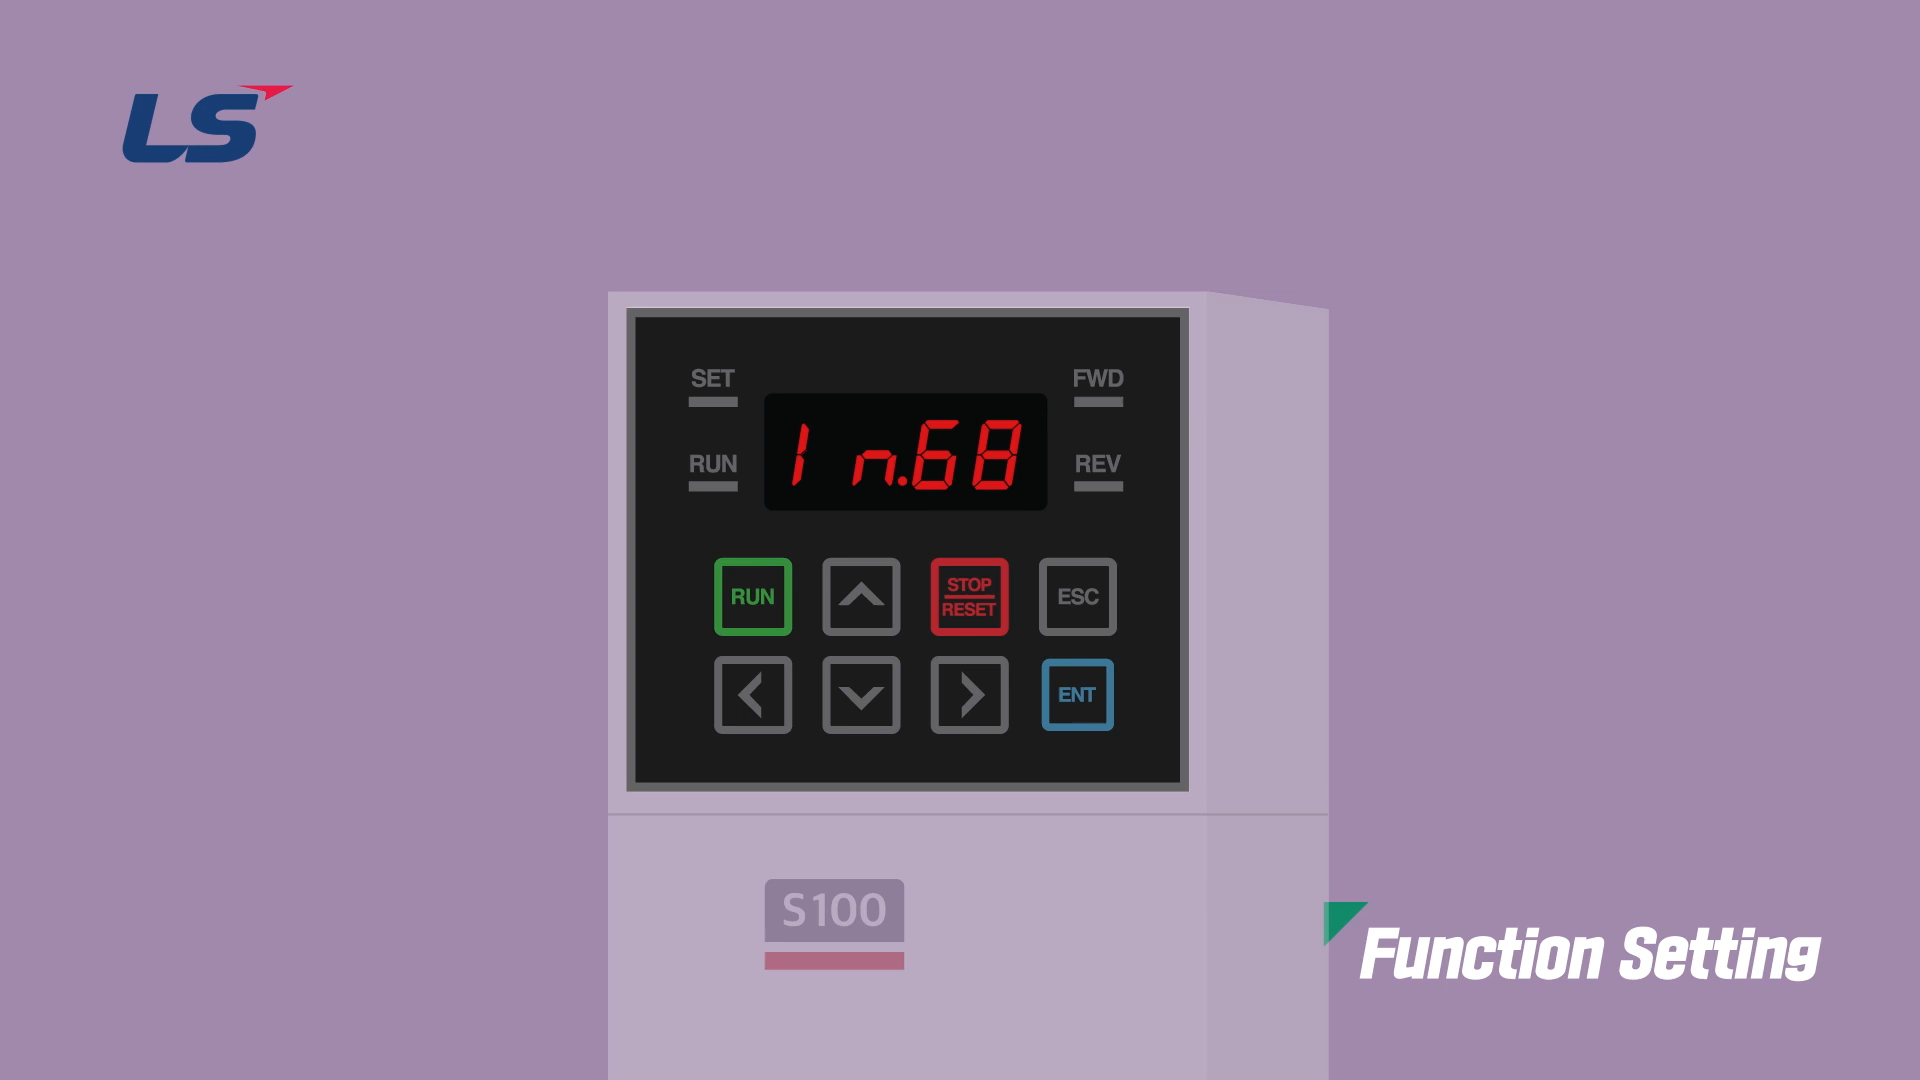 LS
SET
FWD
In.68
RUN
REV
RUN
STOP
RESET
ESC
ENT
S100
Function Setting